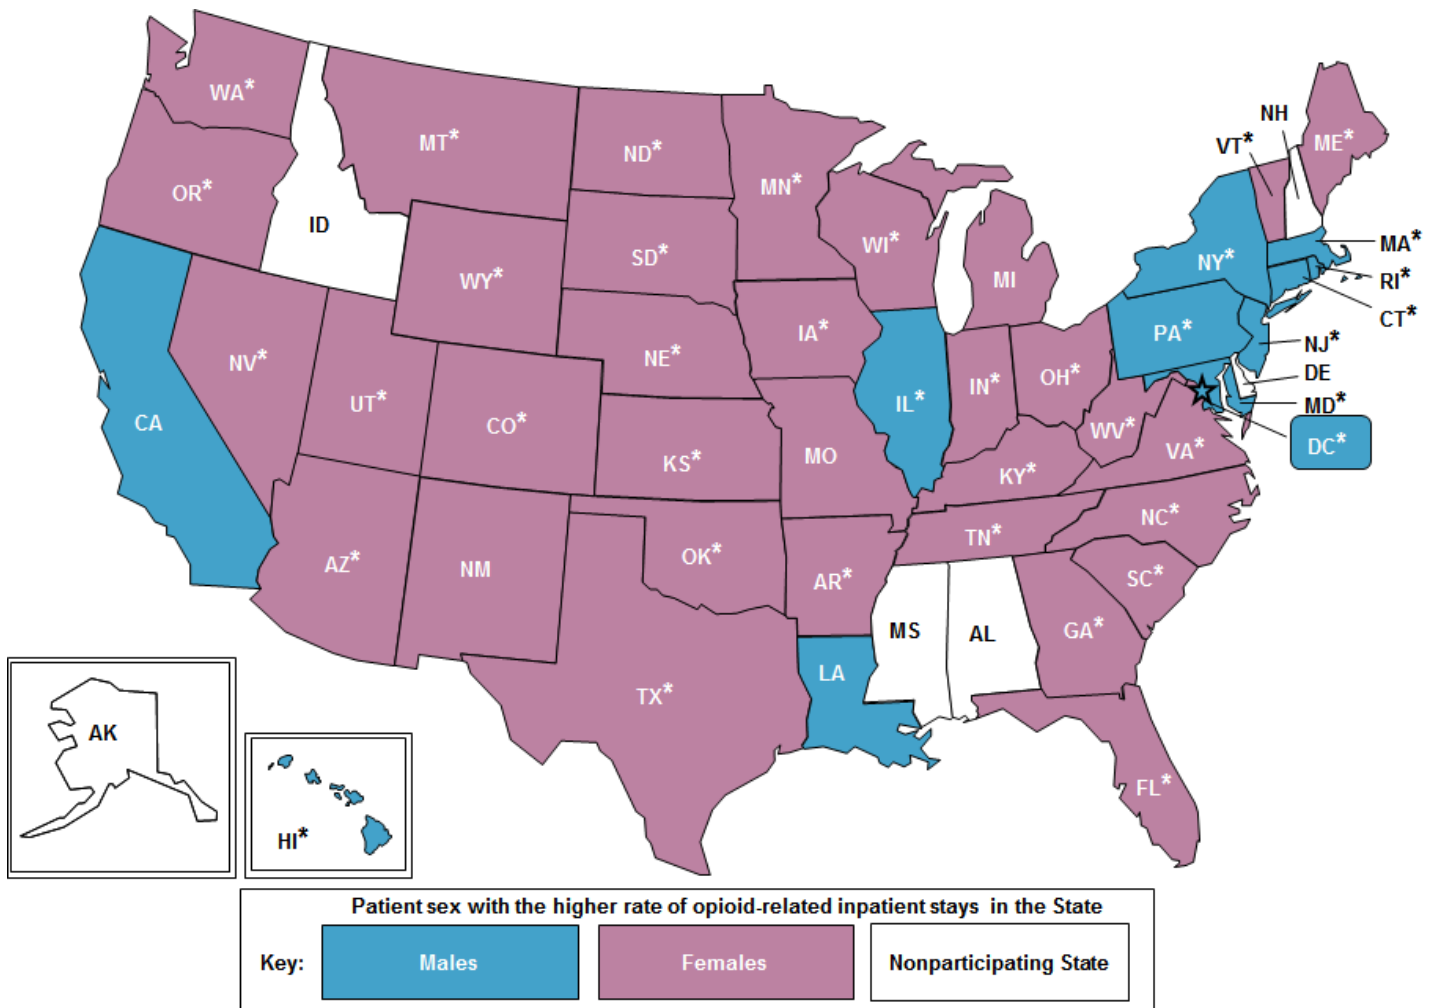 WA*
MT*
ND*
MN*
OR*
ID
SD*
WI*
WY*
MI
NH
VT*
ME*
MA*
NY*
RI*
CT*
PA*
NJ*
DE
MD*
DC*
IA*
NE*
NV*
UT*
CO*
CA
IL*
IN*
OH*
WV*
VA*
KS*
MO
KY*
NC*
TN*
AZ*
NM
OK*
AR*
SC*
MS
AL
GA*
LA
TX*
FL*
AK
HI*
Patient sex with the higher rate of opioid-related inpatient stays in the State
Key:
Males
Females
Nonparticipating State